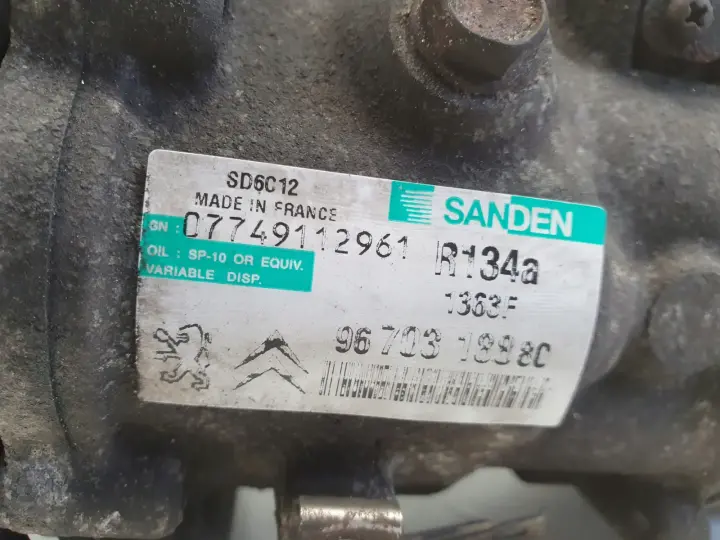 SD6C12
MADE IN FRANCE
SANDEN
GN : 07749112961
R134a
OIL : SP-10 OR EQUIV.
VARIABLE DISP.
1363F
96 703 188 80